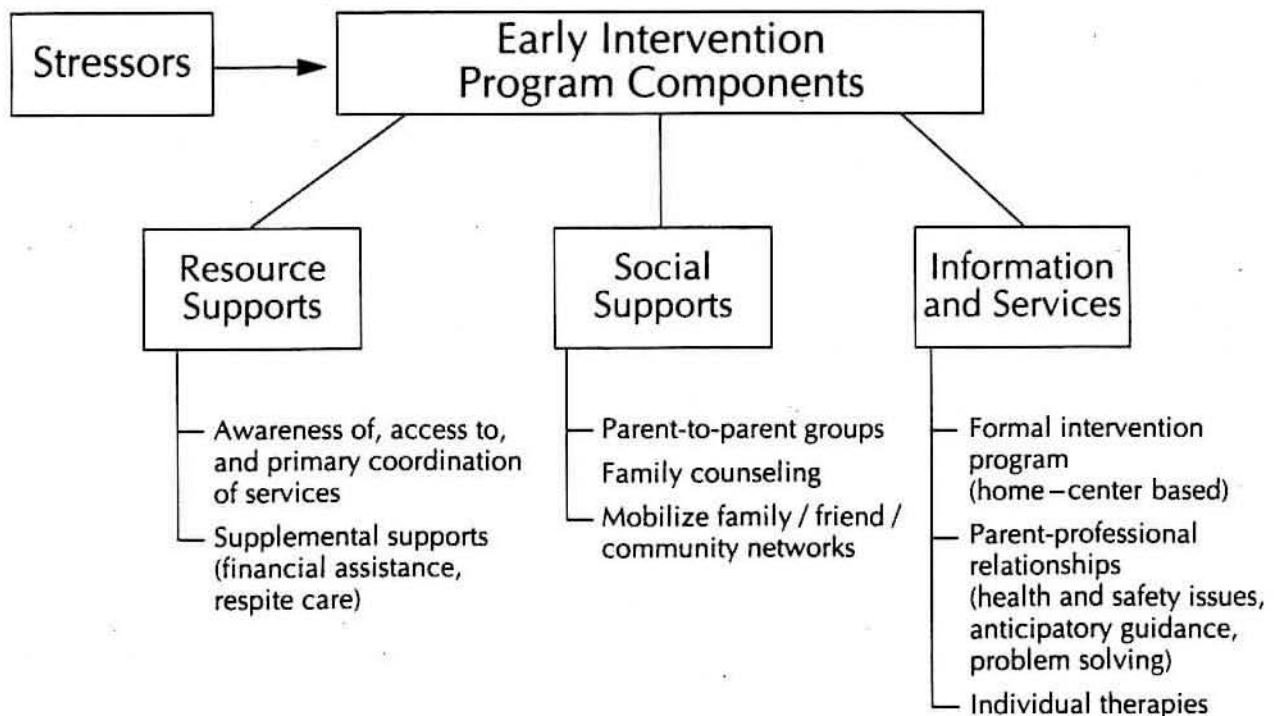 Stressors
Early Intervention
Program Components
Resource
Supports
Awareness of, access to,
and primary coordination
of services
Supplemental supports
(financial assistance,
respite care)
Social
Supports
Parent-to-parent groups
Family counseling
Mobilize family / friend /
community networks
Information
and Services
Formal intervention
program
(home–center based)
Parent-professional
relationships
(health and safety issues,
anticipatory guidance,
problem solving)
Individual therapies